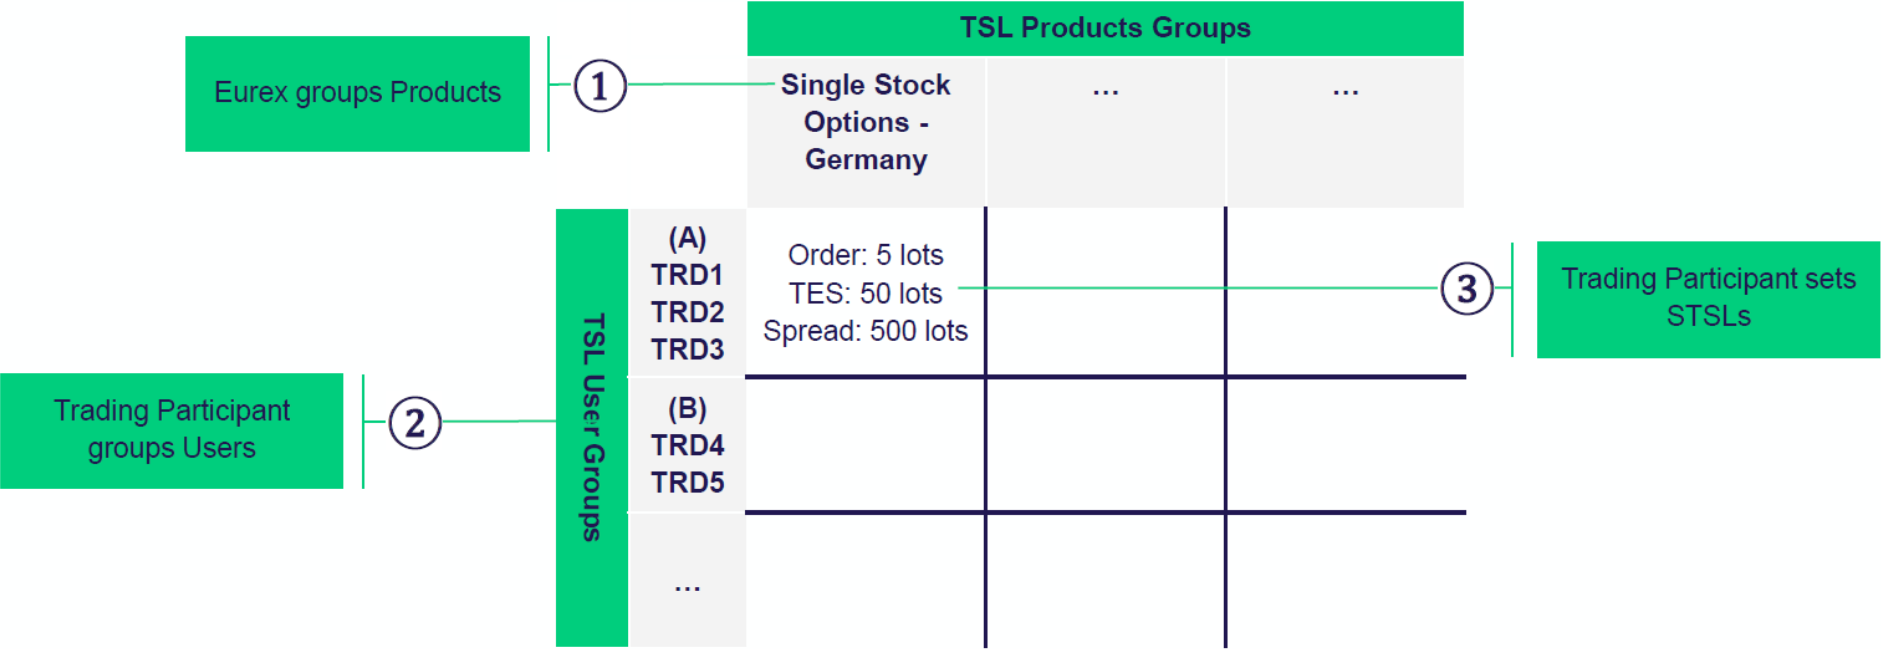 TSL Products Groups
Eurex groups Products
1
Single Stock
Options -
Germany
...
...
TSL User Groups
(A)
TRD1
TRD2
TRD3
Order: 5 lots
TES: 50 lots
Spread: 500 lots
3
Trading Participant sets
STSLs
Trading Participant
groups Users
2
(B)
TRD4
TRD5
...